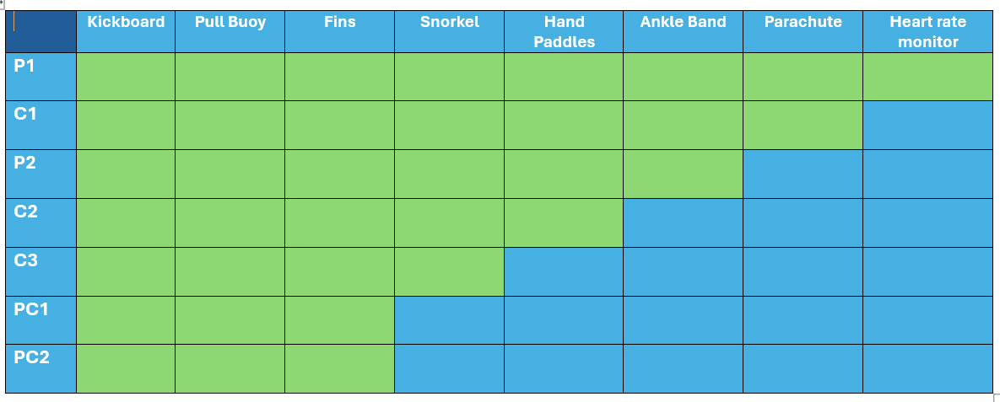 Kickboard Pull Buoy Fins Snorkel Hand Paddles Ankle Band Parachute Heart rate monitor
P1
C1
P2
C2
C3
PC1
PC2